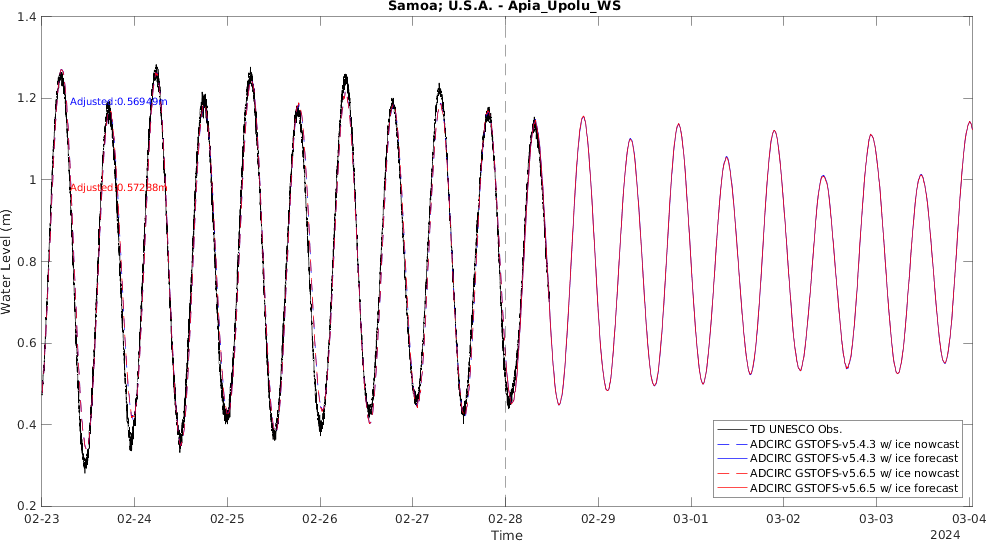 Samoa; U.S.A. - Apia_Upolu_WS
1.4
1.2
1
0.8
0.6
0.4
0.2
Water Level (m)
Adjusted:0.56949m
Adjusted:0.57238m
TD UNESCO Obs.
ADCIRC GSTOFS-v5.4.3 w/ ice nowcast
ADCIRC GSTOFS-v5.4.3 w/ ice forecast
ADCIRC GSTOFS-v5.6.5 w/ ice nowcast
ADCIRC GSTOFS-v5.6.5 w/ ice forecast
02-23 02-24 02-25 02-26 02-27 02-28 02-29 03-01 03-02 03-03 03-04
Time
2024